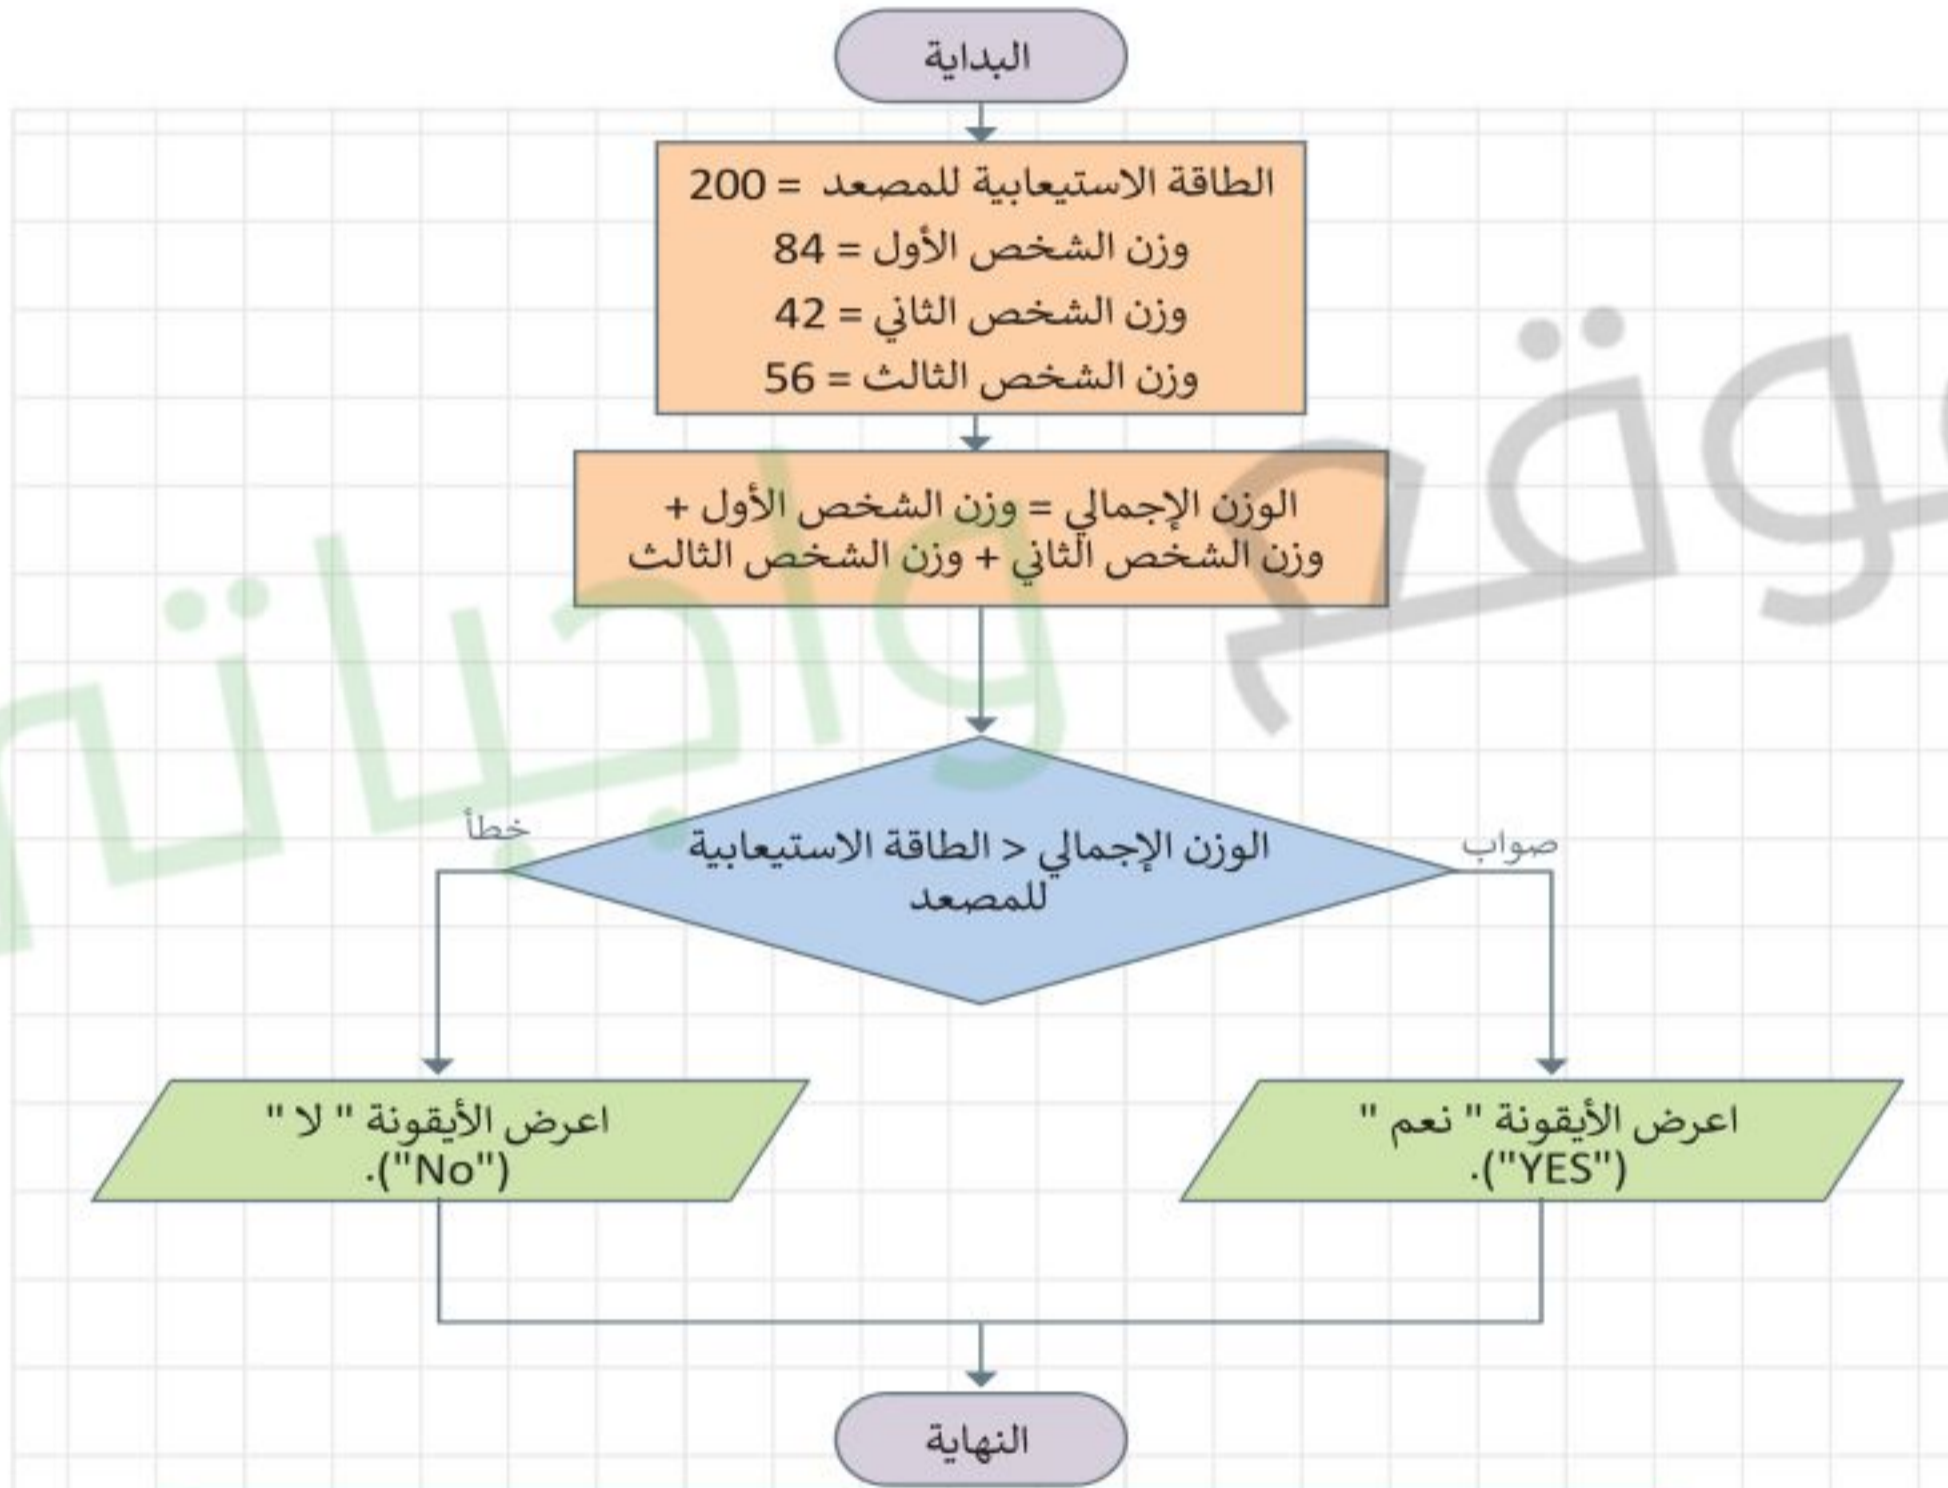 البداية
الطاقة الاستيعابية للمصعد = 200
وزن الشخص الأول = 84
وزن الشخص الثاني = 42
وزن الشخص الثالث = 56
الوزن الإجمالي = وزن الشخص الأول +
وزن الشخص الثاني + وزن الشخص الثالث
الوزن الإجمالي < الطاقة الاستيعابية
للمصعد
صواب
خطأ
اعرض الأيقونة " نعم "
("YES").
اعرض الأيقونة " لا "
("No").
النهاية